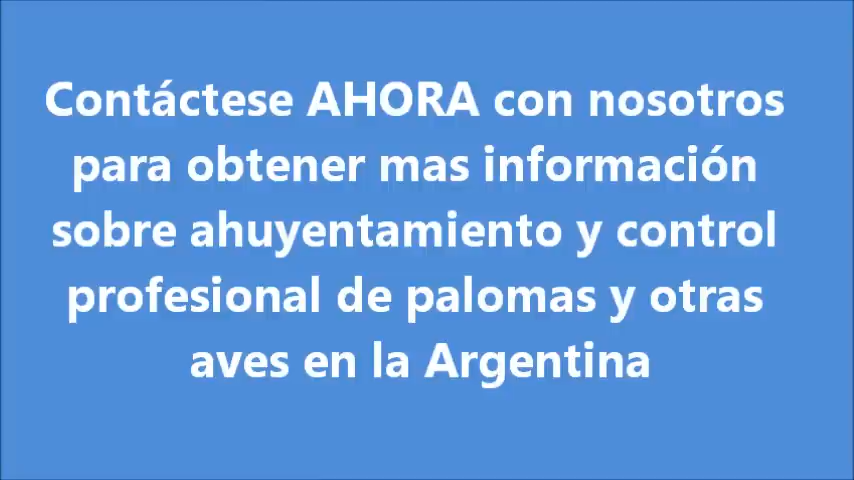 Contáctese AHORA con nosotros
para obtener mas información
sobre ahuyentamiento y control
profesional de palomas y otras
aves en la Argentina